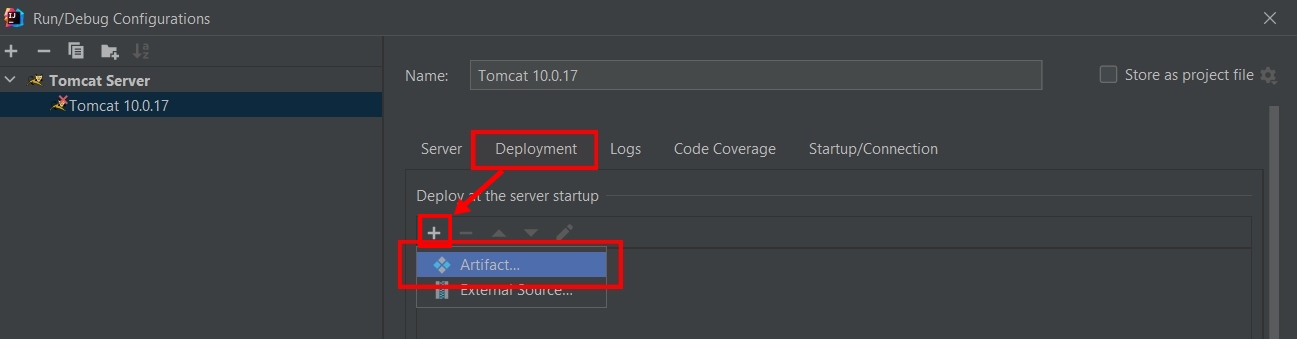 Run/Debug Configurations
Tomcat Server
Tomcat 10.0.17
Name: Tomcat 10.0.17 Store as project file
Server Deployment Logs Code Coverage Startup/Connection
Deploy at the server startup
Artifact...
External Source...